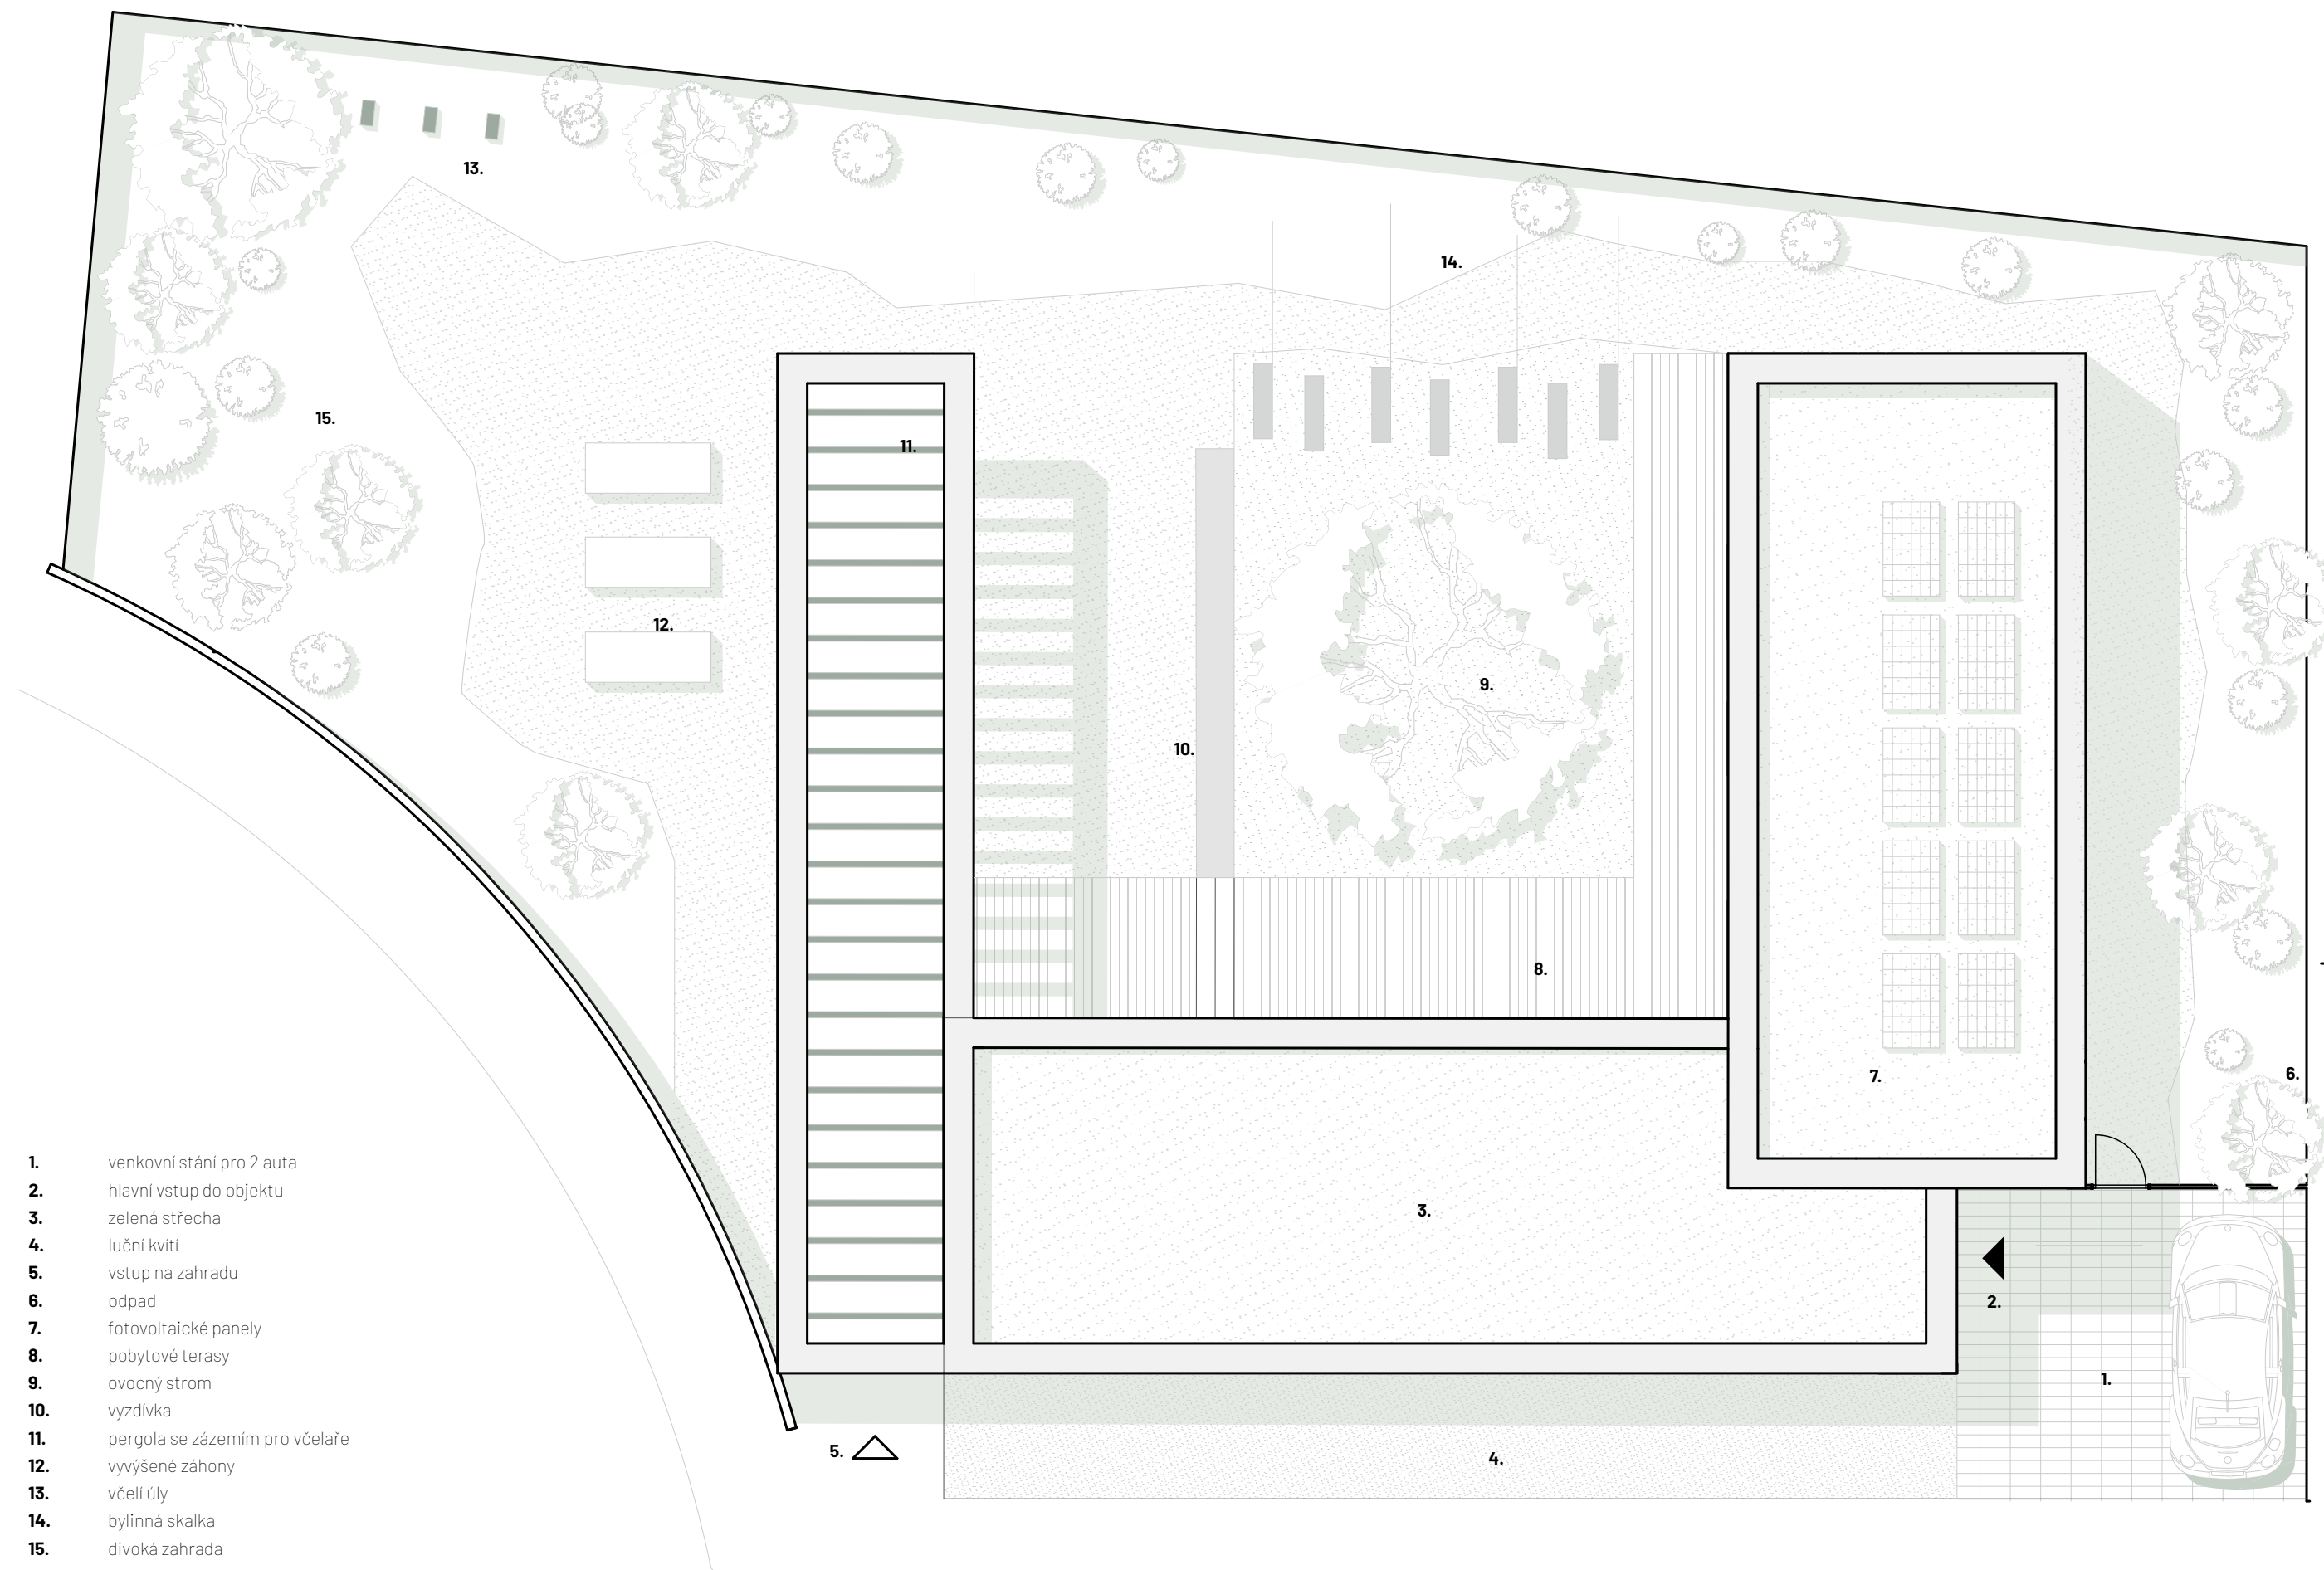 13.
14.
15.
11.
12.
9.
10.
8.
7.
6.
3.
2.
1.
5.
4.
1. venkovní stání pro 2 auta
2. hlavní vstup do objektu
3. zelená střecha
4. luční kvítí
5. vstup na zahradu
6. odpad
7. fotovoltaické panely
8. pobytové terasy
9. ovocný strom
10. vyzdívka
11. pergola se zázemím pro včelaře
12. vyvýšené záhony
13. včelí úly
14. bylinná skalka
15. divoká zahrada